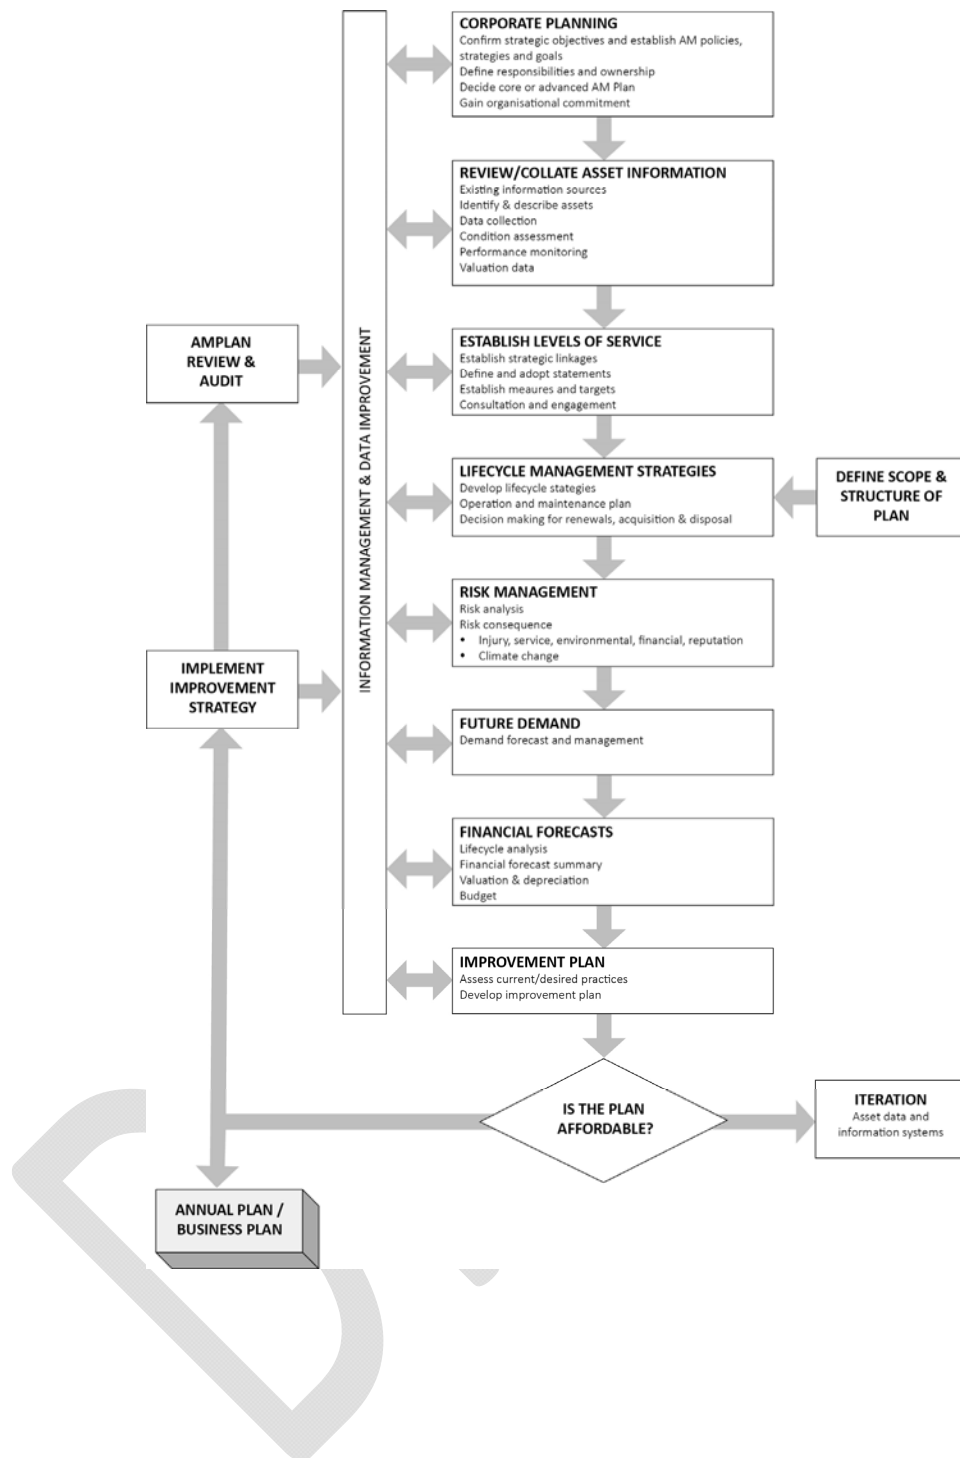 CORPORATE PLANNING
Confirm strategic objectives and establish AM policies,
strategies and goals
Define responsibilities and ownership
Decide core or advanced AM Plan
Gain organisational commitment
REVIEW/COLLATE ASSET INFORMATION
Existing information sources
Identify & describe assets
Data collection
Condition assessment
Performance monitoring
Valuation data
AMPLAN
REVIEW &
AUDIT
INFORMATION MANAGEMENT & DATA IMPROVEMENT
ESTABLISH LEVELS OF SERVICE
Establish strategic linkages
Define and adopt statements
Establish meaures and targets
Consultation and engagement
LIFECYCLE MANAGEMENT STRATEGIES
Develop lifecycle stategies
Operation and maintenance plan
Decision making for renewals, acquisition & disposal
DEFINE SCOPE &
STRUCTURE OF
PLAN
RISK MANAGEMENT
Risk analysis
Risk consequence
• Injury, service, environmental, financial, reputation
• Climate change
IMPLEMENT
IMPROVEMENT
STRATEGY
FUTURE DEMAND
Demand forecast and management
FINANCIAL FORECASTS
Lifecycle analysis
Financial forecast summary
Valuation & depreciation
Budget
IMPROVEMENT PLAN
Assess current/desired practices
Develop improvement plan
IS THE PLAN
AFFORDABLE?
ITERATION
Asset data and
information systems
ANNUAL PLAN /
BUSINESS PLAN